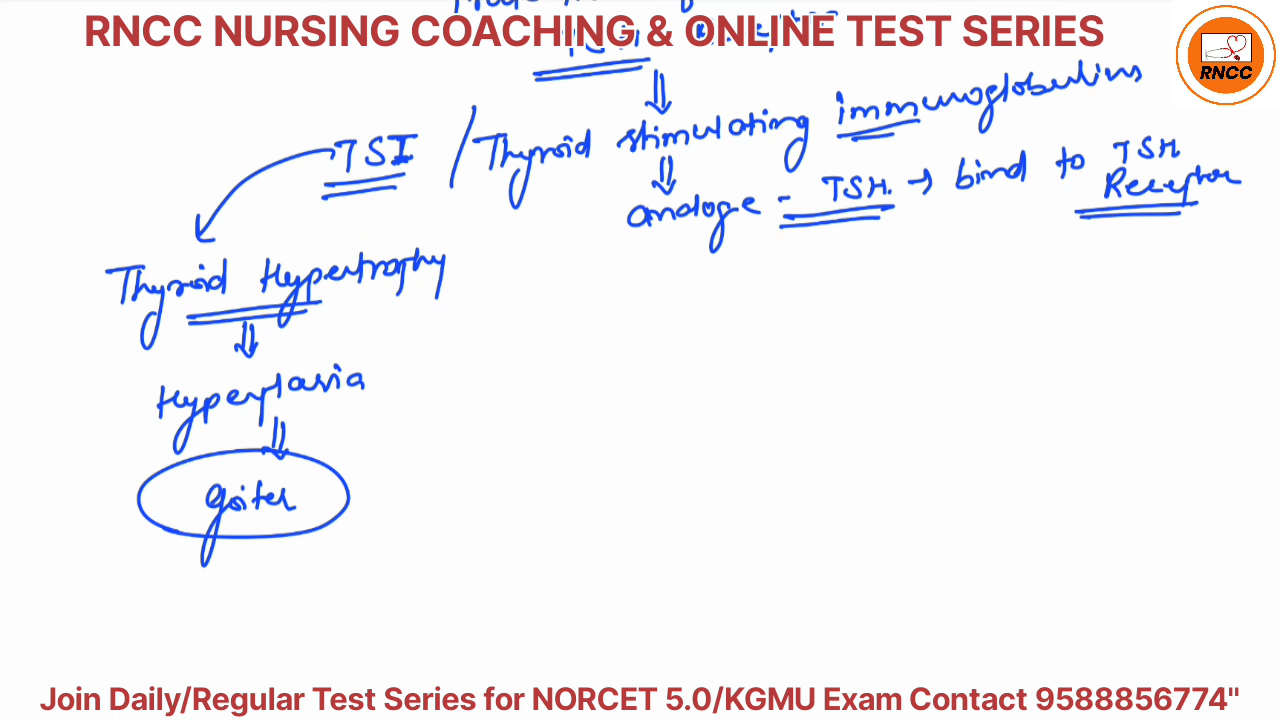 RNCC NURSING COACHING & ONLINE TEST SERIES
RNCC
TSI / Thyroid stimulating immunoglobulins
analoge - TSH. → bind to TSH Receptor
Thyroid Hypertrophy
Hyperplasia
goiter
Join Daily/Regular Test Series for NORCET 5.0/KGMU Exam Contact 9588856774"